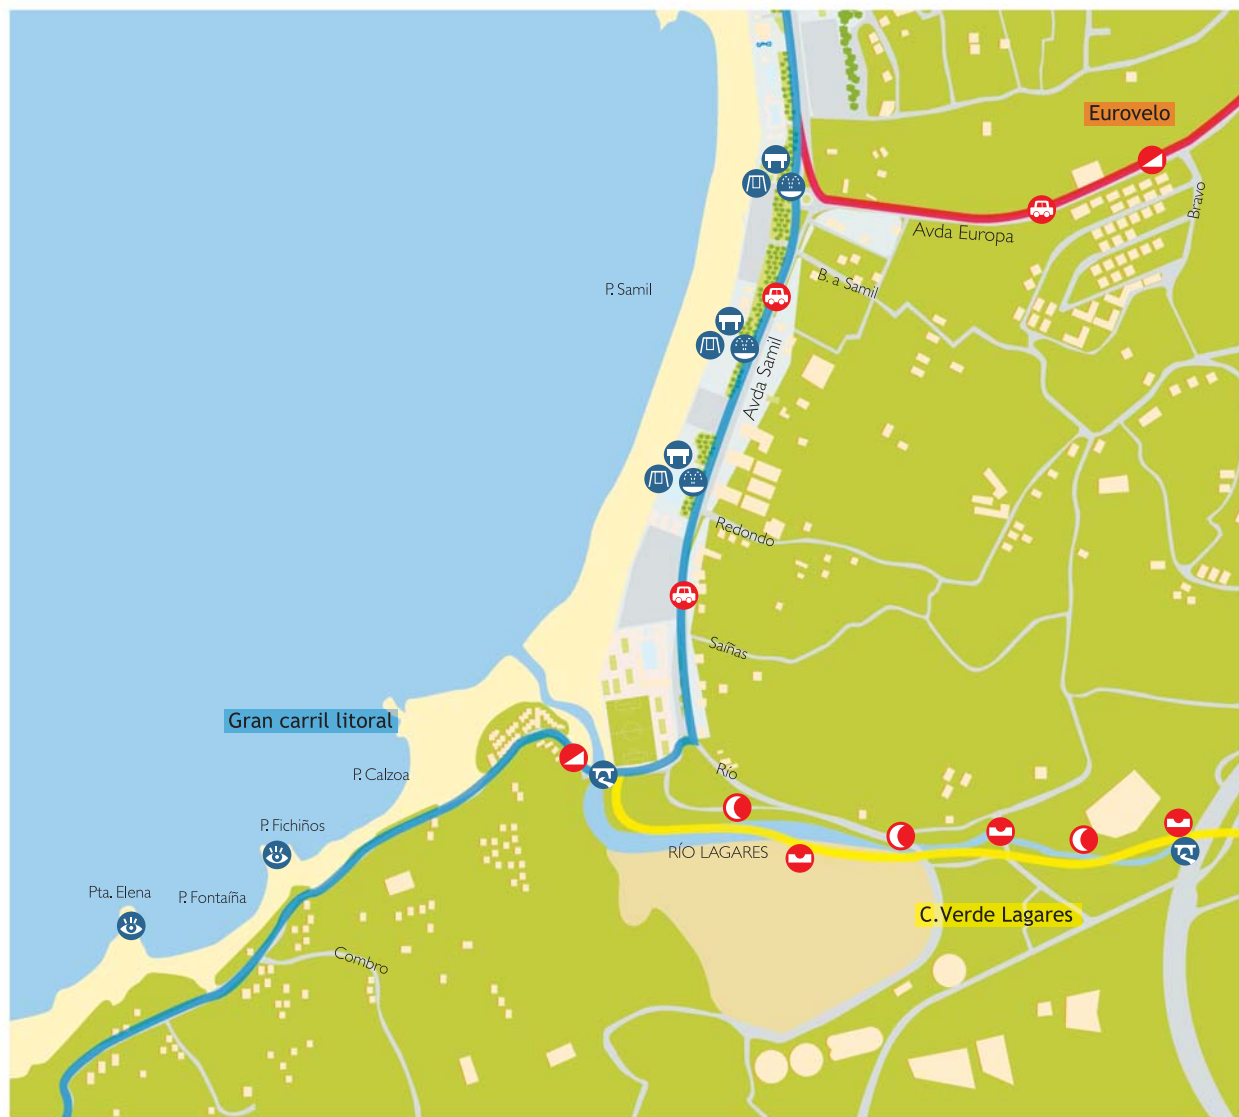 Eurovelo
Bravo
Avda Europa
B. a Samil
P. Samil
Avda Samil
Redondo
Saíñas
Gran carril litoral
P. Calzoa
Río
P. Fichiños
RÍO LAGARES
Pta. Elena
P. Fontaíña
C.Verde Lagares
Combro